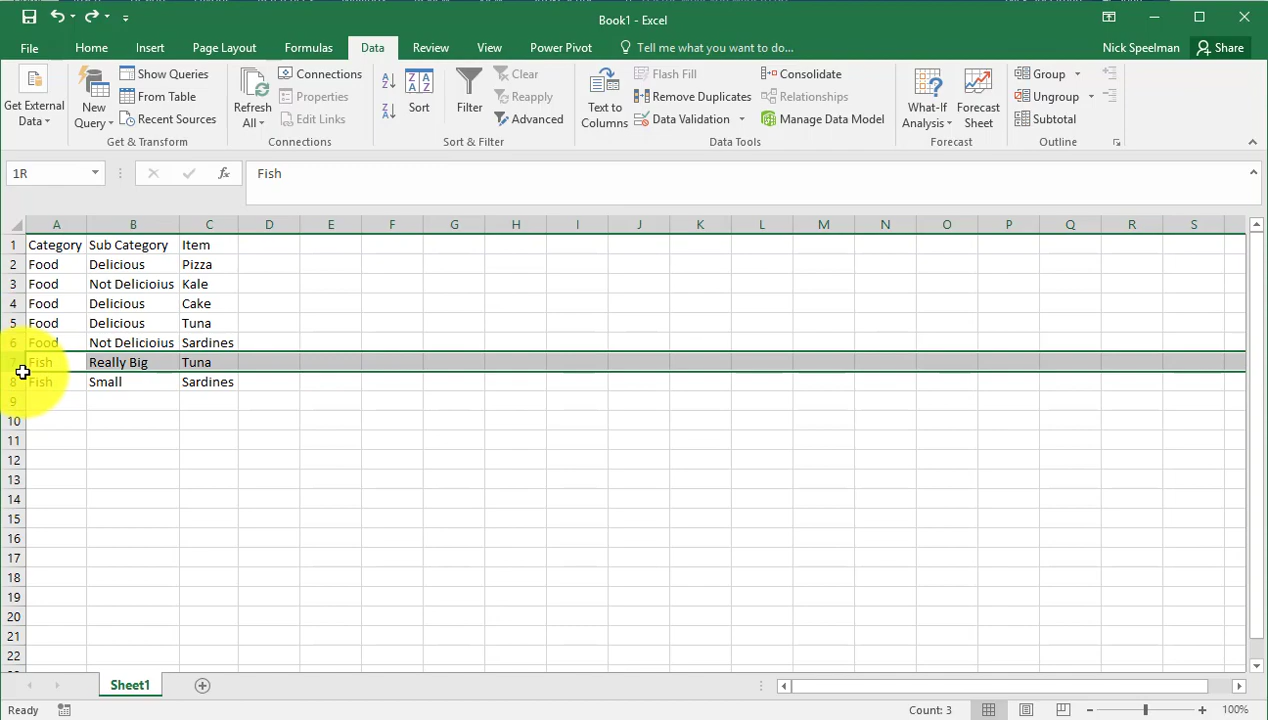 Book1 - Excel
File Home Insert Page Layout Formulas Data Review View Power Pivot Tell me what you want to do... Nick Speelman Share
Get External Data
New Query
Show Queries
From Table
Recent Sources
Get & Transform
Refresh All
Connections
Properties
Edit Links
Connections
Sort
Filter
Clear
Reapply
Advanced
Sort & Filter
Text to Columns
Flash Fill
Remove Duplicates
Data Validation
Consolidate
Relationships
Manage Data Model
Data Tools
What-If Analysis
Forecast Sheet
Forecast
Group
Ungroup
Subtotal
Outline
1R fx Fish
A B C D E F G H I J K L M N O P Q R S
1 Category Sub Category Item
2 Food Delicious Pizza
3 Food Not Delicioius Kale
4 Food Delicious Cake
5 Food Delicious Tuna
6 Food Not Delicioius Sardines
7 Fish Really Big Tuna
8 Fish Small Sardines
9
10
11
12
13
14
15
16
17
18
19
20
21
22
Sheet1
Ready Count: 3 100%